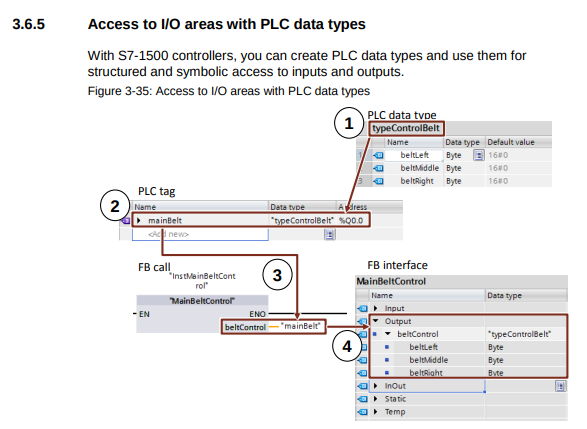 3.6.5 Access to I/O areas with PLC data types
With S7-1500 controllers, you can create PLC data types and use them for
structured and symbolic access to inputs and outputs.
Figure 3-35: Access to I/O areas with PLC data types
1 PLC data type
typeControlBelt
Name Data type Default value
beltLeft Byte 16#0
beltMiddle Byte 16#0
3 beltRight Byte 16#0
2 PLC tag
Name Data type Address
mainBelt "typeControlBelt" %Q0.0
<Add new>
FB call
"InstMainBeltCont
rol"
3
"MainBeltControl"
EN ENO
beltControl "mainBelt"
4
FB interface
MainBeltControl
Name Data type
Input
Output
beltControl "typeControlBelt"
beltLeft Byte
beltMiddle Byte
beltRight Byte
InOut
Static
Temp